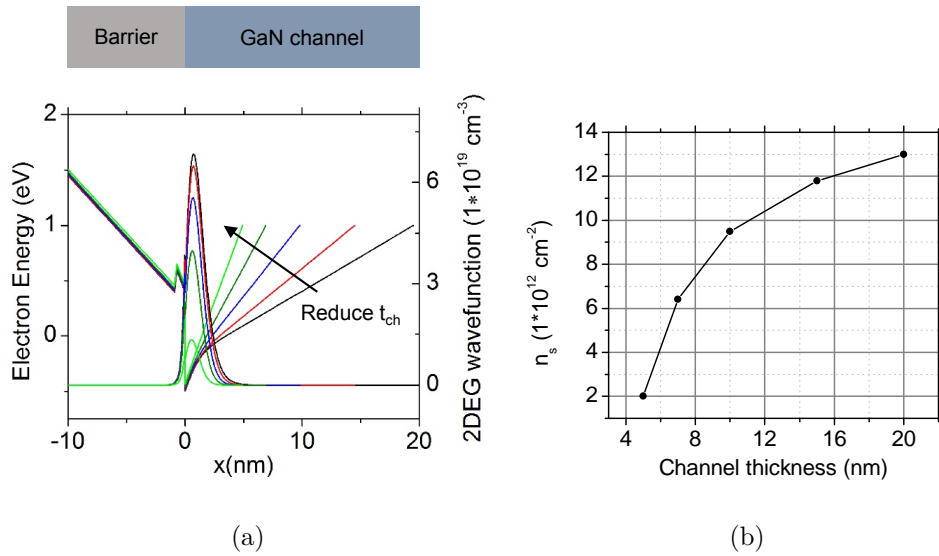 Barrier
GaN channel
Electron Energy (eV)
2
1
0
-10
0
10
20
x(nm)
6
3
0
2DEG wavefunction (1*10^19 cm^-3)
Reduce t_ch
(a)
n_s (1*10^12 cm^-2)
14
12
10
8
6
4
2
4
8
12
16
20
Channel thickness (nm)
(b)